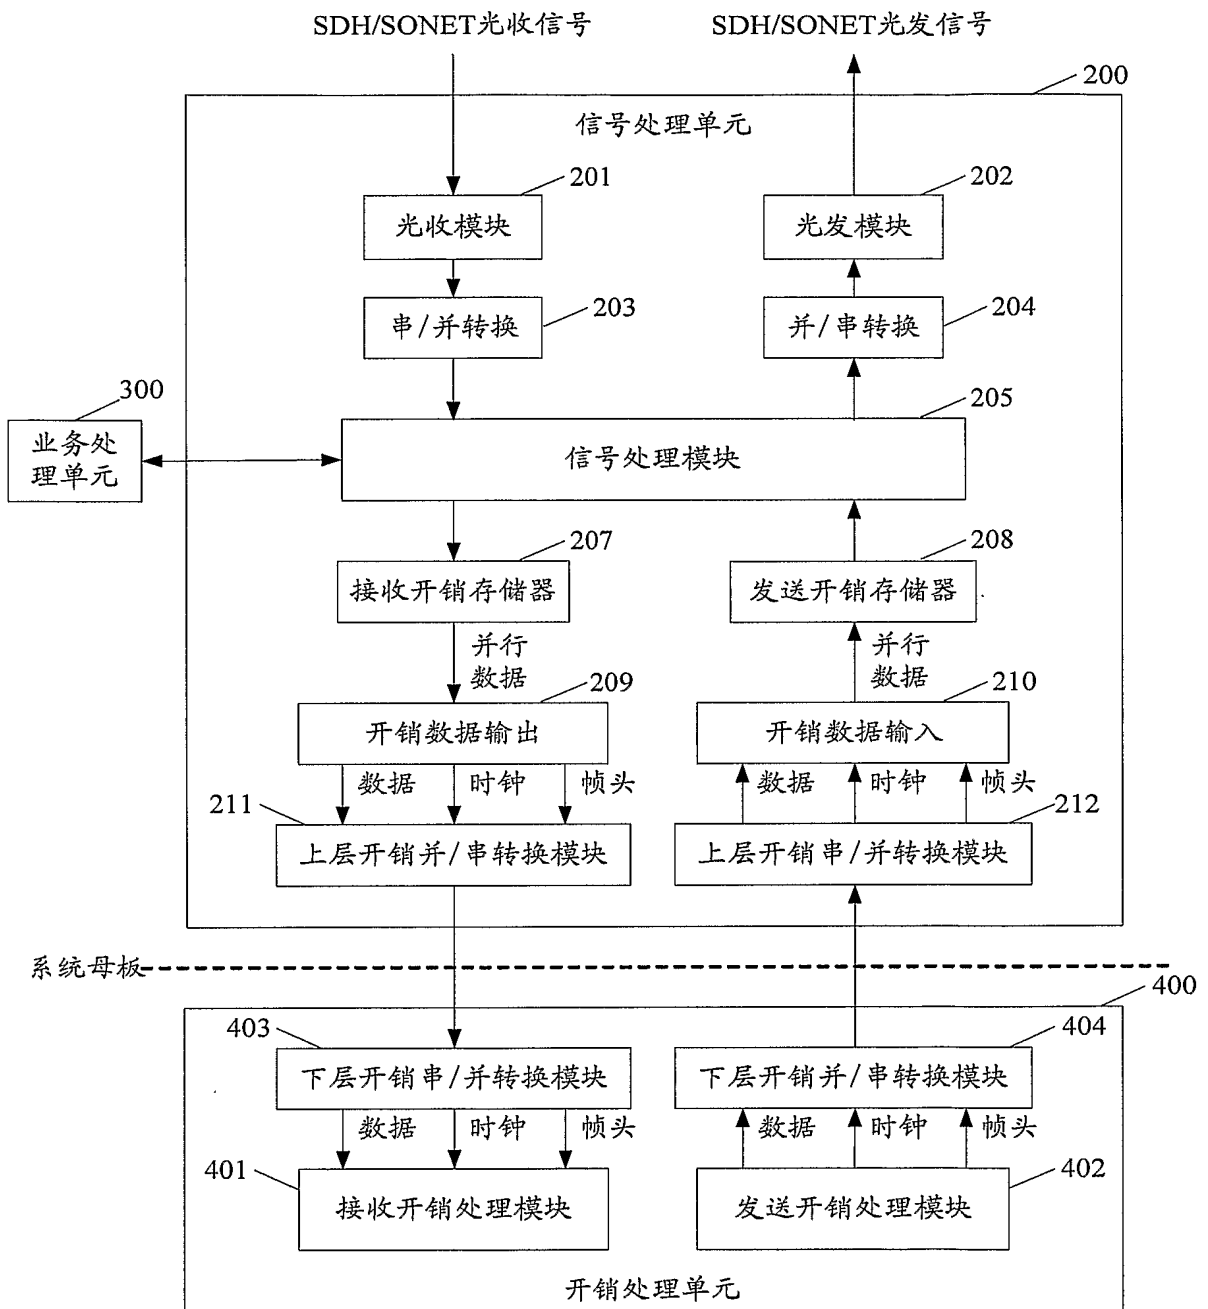 SDH/SONET光收信号
SDH/SONET光发信号
200
信号处理单元
201
202
光收模块
光发模块
203
204
串/并转换
并/串转换
300
205
业务处
理单元
信号处理模块
207
208
接收开销存储器
发送开销存储器
并行
数据
并行
数据
209
210
开销数据输出
开销数据输入
数据
时钟
帧头
数据
时钟
帧头
211
212
上层开销并/串转换模块
上层开销串/并转换模块
系统母板
400
403
404
下层开销串/并转换模块
下层开销并/串转换模块
数据
时钟
帧头
数据
时钟
帧头
401
402
接收开销处理模块
发送开销处理模块
开销处理单元